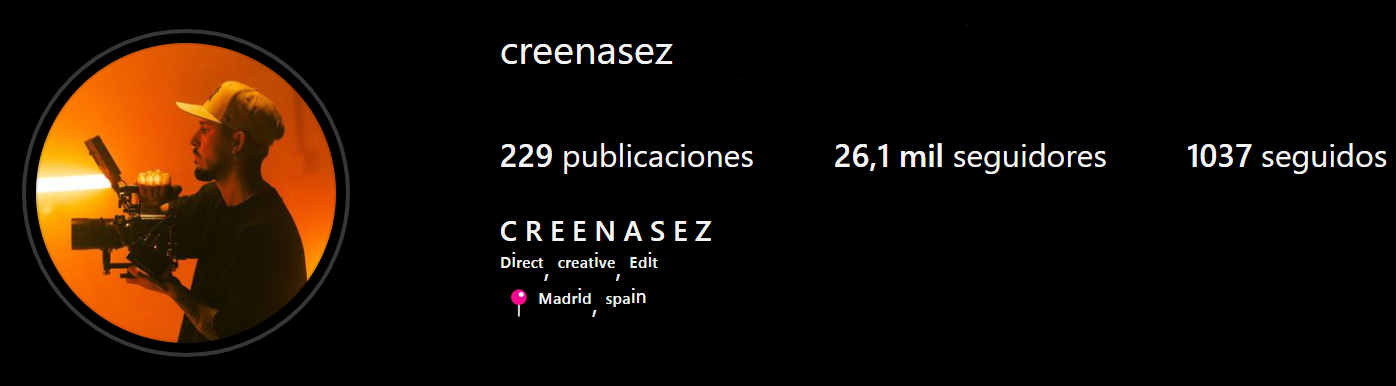 creenasez
229 publicaciones 26,1 mil seguidores 1037 seguidos
C R E E N A S E Z
ᴰⁱʳᵉᶜᵗ, ᶜʳᵉᵃᵗⁱᵛᵉ, ᴱᵈⁱᵗ
📍 ᴹᵃᵈʳⁱᵈ, ˢᵖᵃⁱⁿ